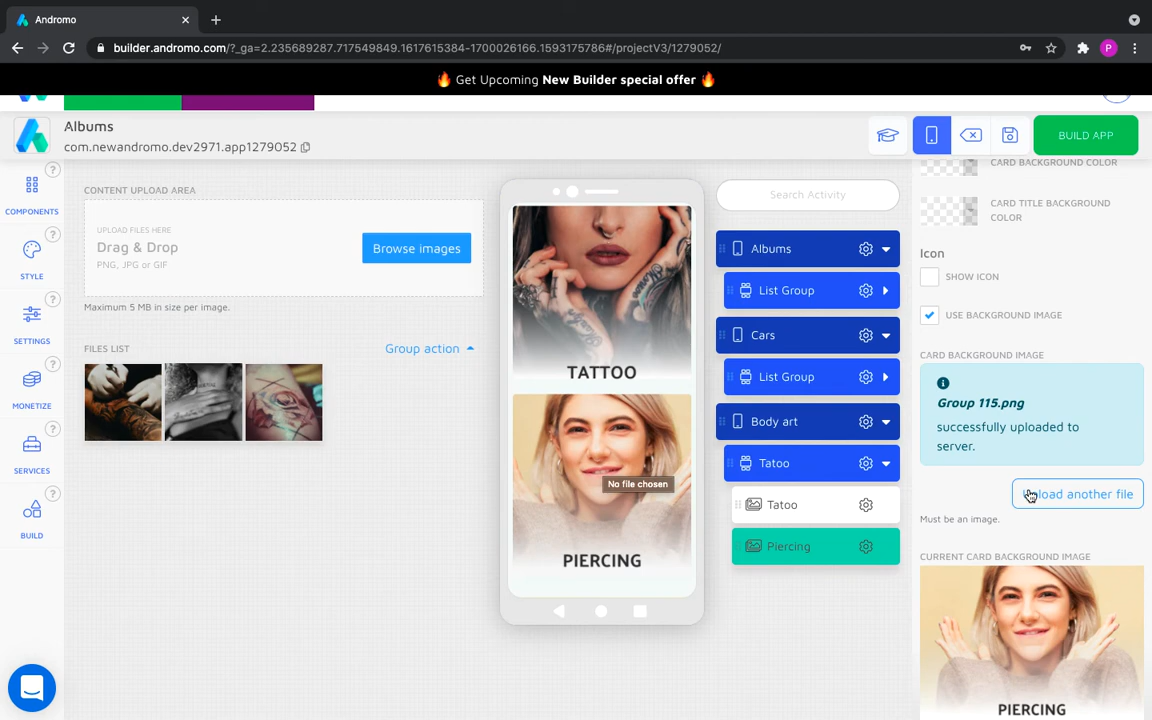 Andromo
builder.andromo.com/?_ga=2.235689287.717549849.1617615384-1700026166.1593175786#/projectV3/1279052/
P
🔥 Get Upcoming New Builder special offer 🔥
Albums
com.newandromo.dev2971.app1279052
BUILD APP
COMPONENTS
STYLE
SETTINGS
MONETIZE
SERVICES
BUILD
CONTENT UPLOAD AREA
UPLOAD FILES HERE
Drag & Drop
PNG, JPG or GIF
Browse images
Maximum 5 MB in size per image.
FILES LIST
Group action
TATTOO
No file chosen
PIERCING
Search Activity
Albums
List Group
Cars
List Group
Body art
Tatoo
Tatoo
Piercing
CARD BACKGROUND COLOR
CARD TITLE BACKGROUND
COLOR
Icon
SHOW ICON
USE BACKGROUND IMAGE
CARD BACKGROUND IMAGE
Group 115.png
successfully uploaded to
server.
Upload another file
Must be an image.
CURRENT CARD BACKGROUND IMAGE
PIERCING